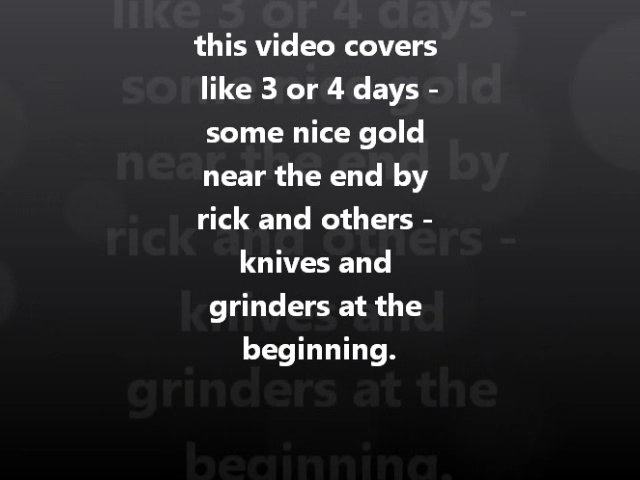 this video covers
like 3 or 4 days -
some nice gold
near the end by
rick and others -
knives and
grinders at the
beginning.